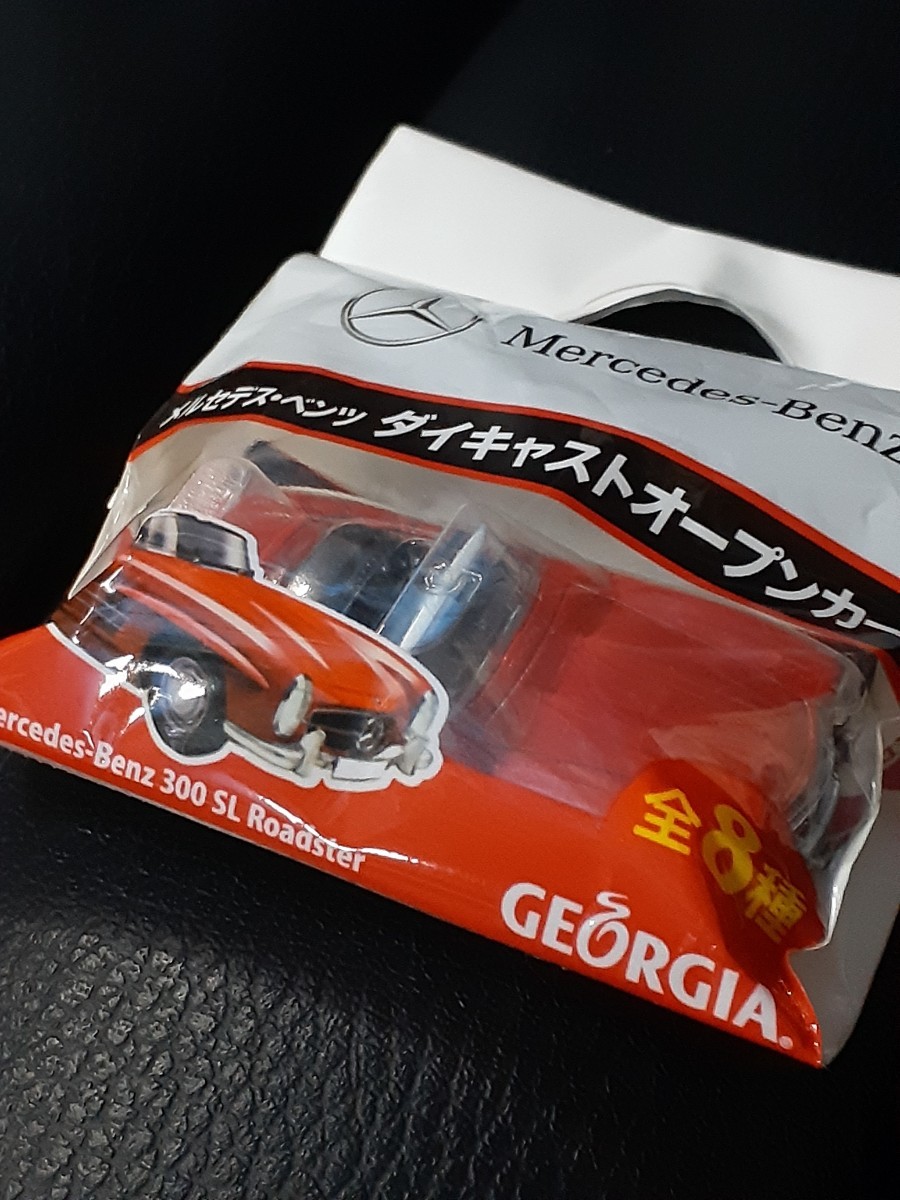 Mercedes-Benz
メルセデス・ベンツ ダイキャストオープンカー
ercedes-Benz 300 SL Roadster
全8種
GEORGIA.